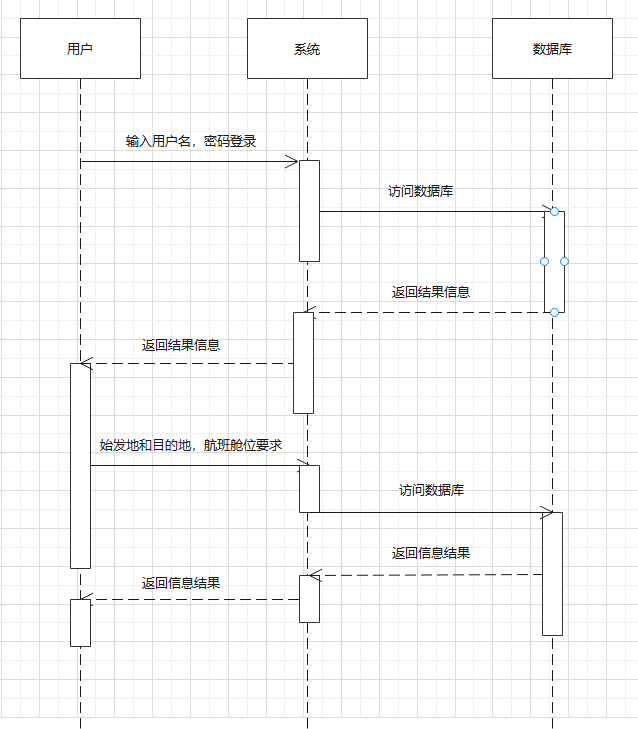 用户
系统
数据库
输入用户名，密码登录
访问数据库
返回结果信息
返回结果信息
始发地和目的地，航班舱位要求
访问数据库
返回信息结果
返回信息结果